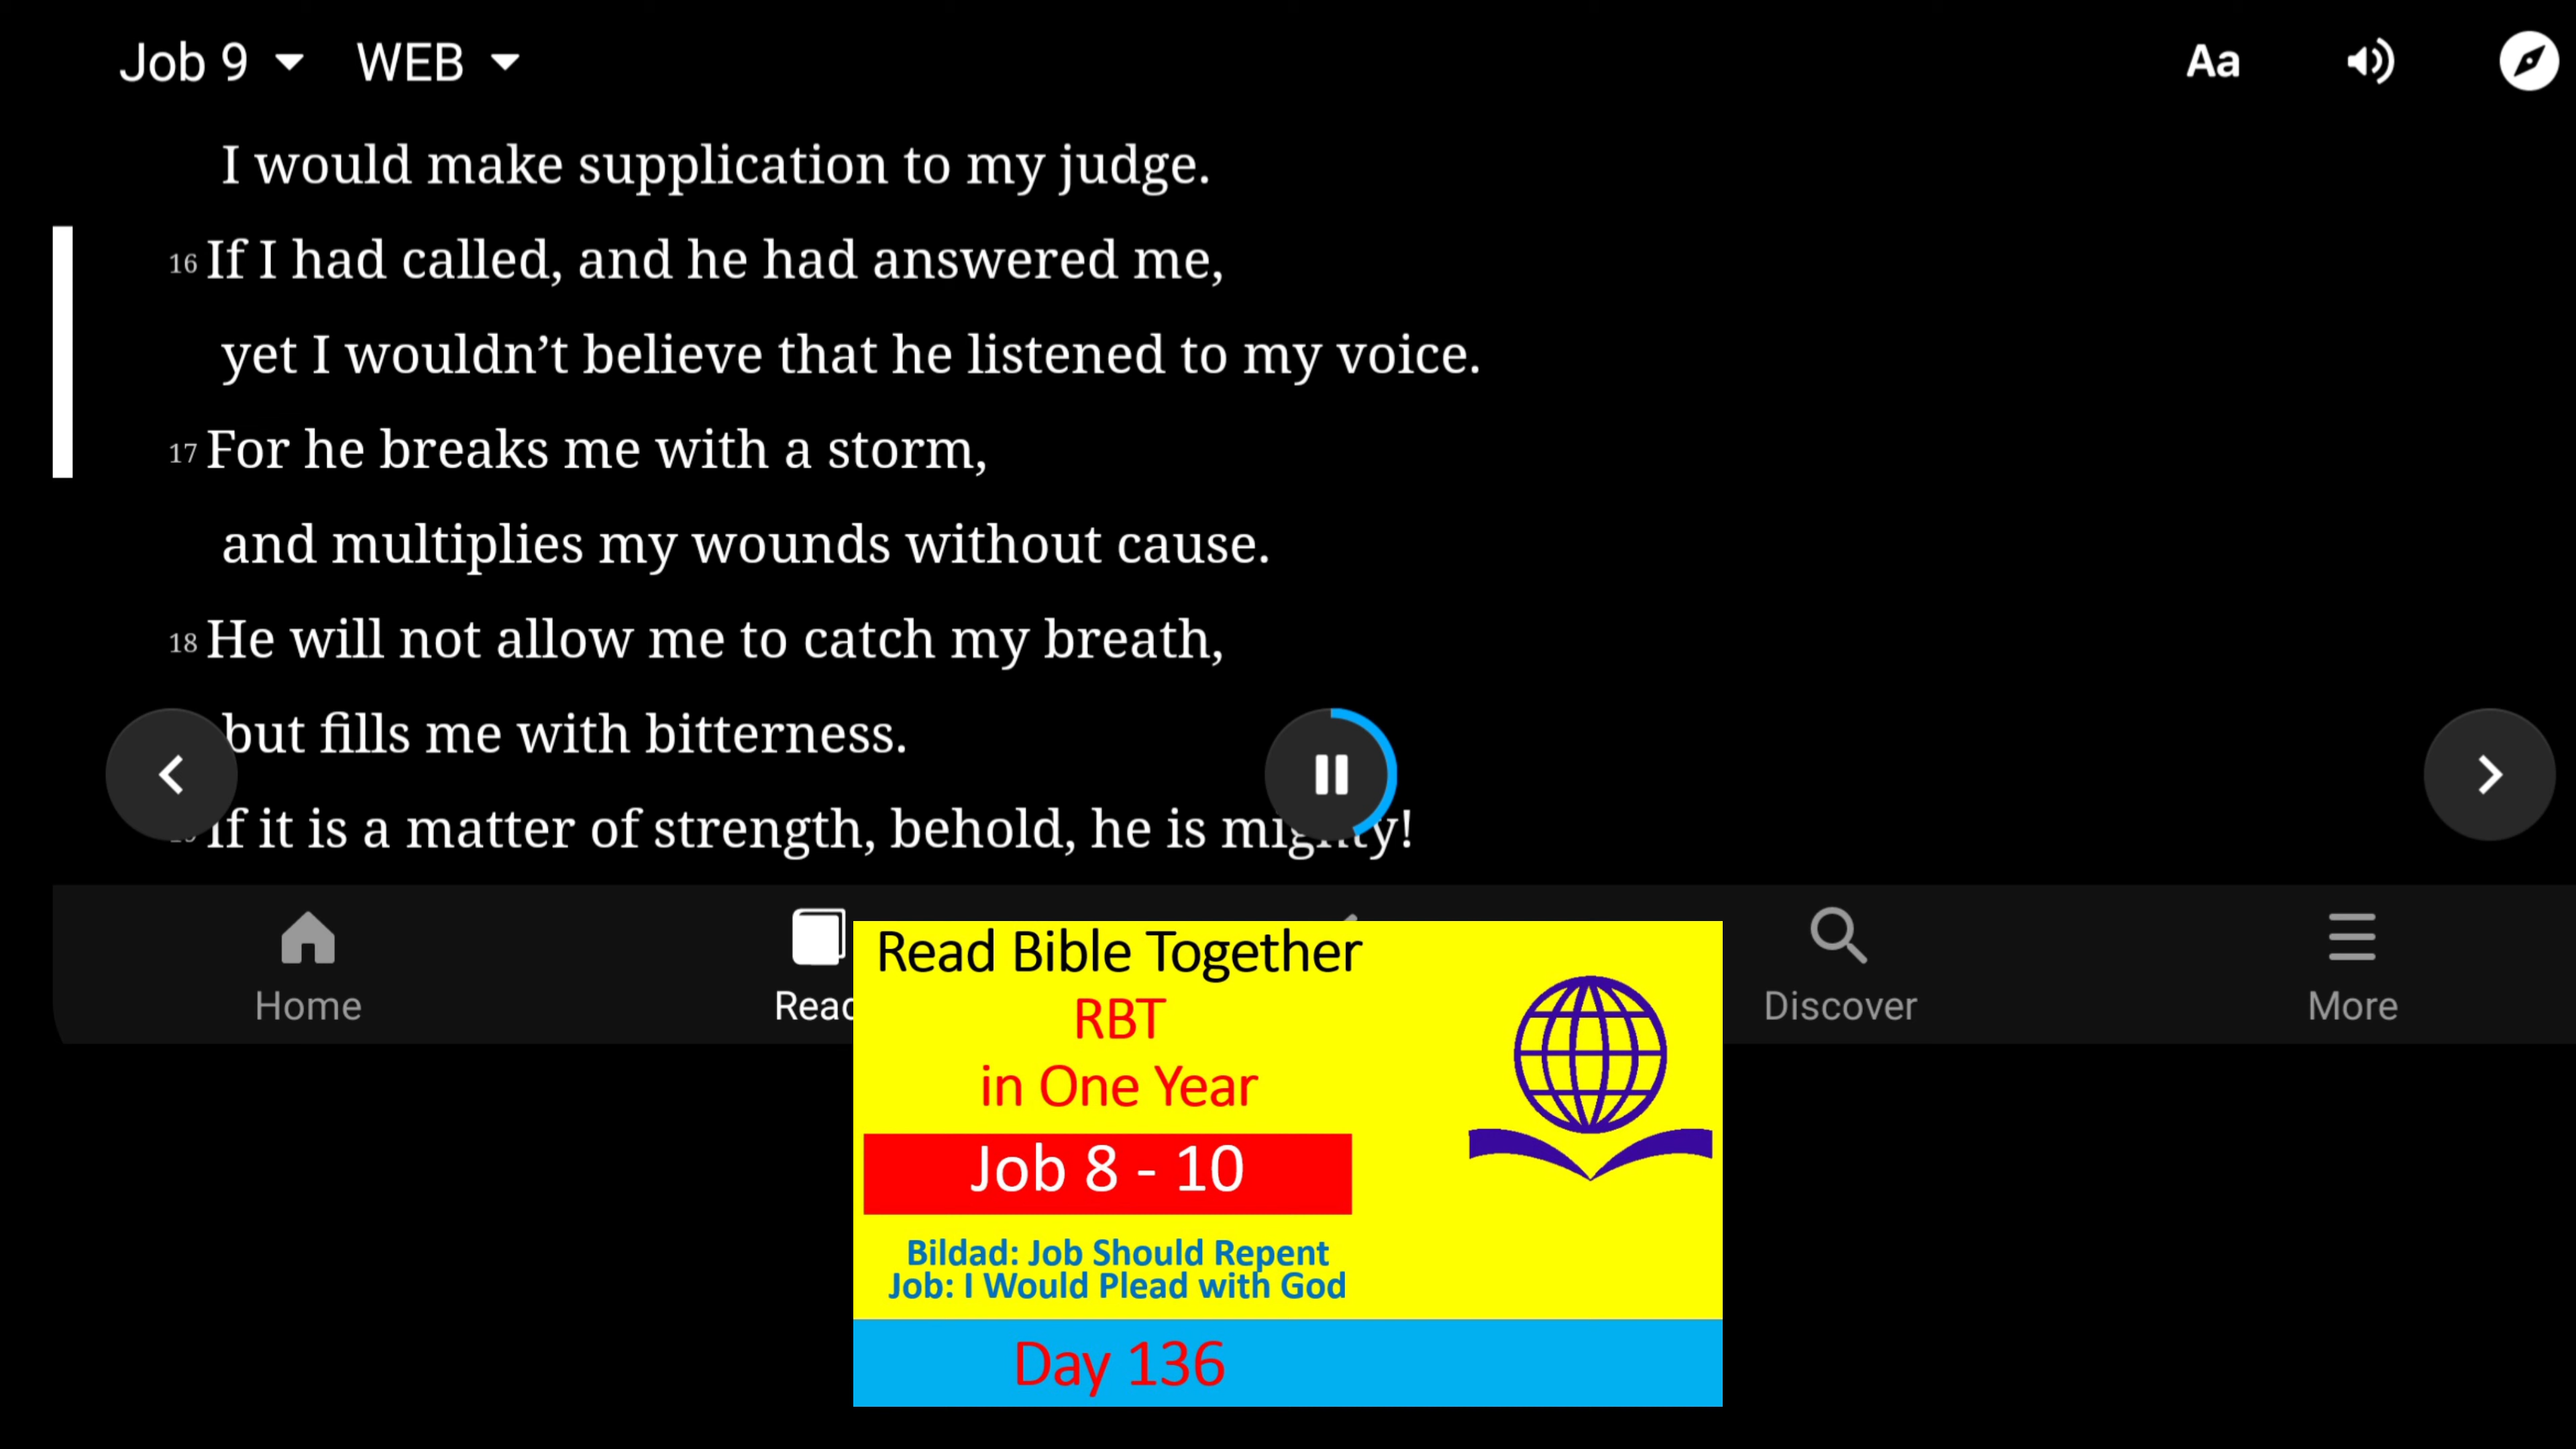 Job 9 WEB Aa
I would make supplication to my judge.
16 If I had called, and he had answered me,
yet I wouldn’t believe that he listened to my voice.
17 For he breaks me with a storm,
and multiplies my wounds without cause.
18 He will not allow me to catch my breath,
but fills me with bitterness.
If it is a matter of strength, behold, he is mighty!
Home Read Discover More
Read Bible Together
RBT
in One Year
Job 8 - 10
Bildad: Job Should Repent
Job: I Would Plead with God
Day 136